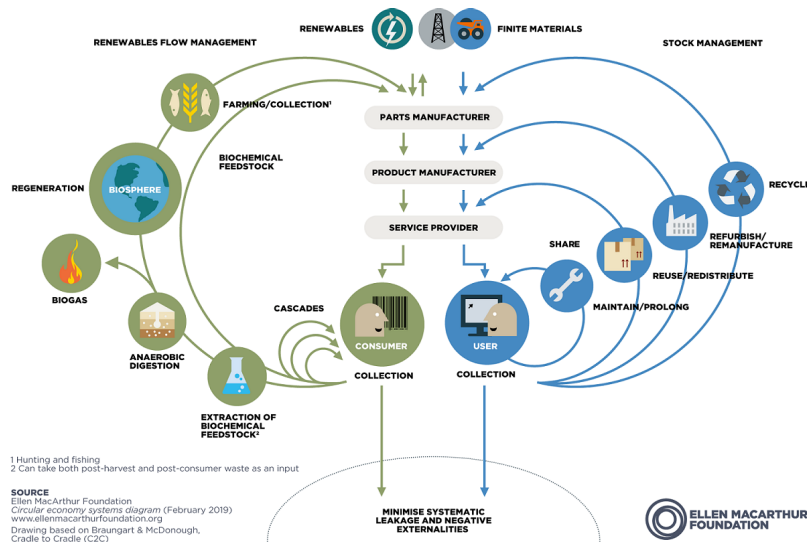 RENEWABLES
FINITE MATERIALS
RENEWABLES FLOW MANAGEMENT
STOCK MANAGEMENT
FARMING/COLLECTION¹
PARTS MANUFACTURER
BIOCHEMICAL
FEEDSTOCK
PRODUCT MANUFACTURER
REGENERATION
BIOSPHERE
RECYCLE
SERVICE PROVIDER
REFURBISH/
REMANUFACTURE
SHARE
REUSE/REDISTRIBUTE
BIOGAS
CASCADES
MAINTAIN/PROLONG
CONSUMER
USER
ANAEROBIC
DIGESTION
COLLECTION
COLLECTION
EXTRACTION OF
BIOCHEMICAL
FEEDSTOCK²
1 Hunting and fishing
2 Can take both post-harvest and post-consumer waste as an input
SOURCE
Ellen MacArthur Foundation
Circular economy systems diagram (February 2019)
www.ellenmacarthurfoundation.org
Drawing based on Braungart & McDonough,
Cradle to Cradle (C2C)
MINIMISE SYSTEMATIC
LEAKAGE AND NEGATIVE
EXTERNALITIES
ELLEN MACARTHUR
FOUNDATION